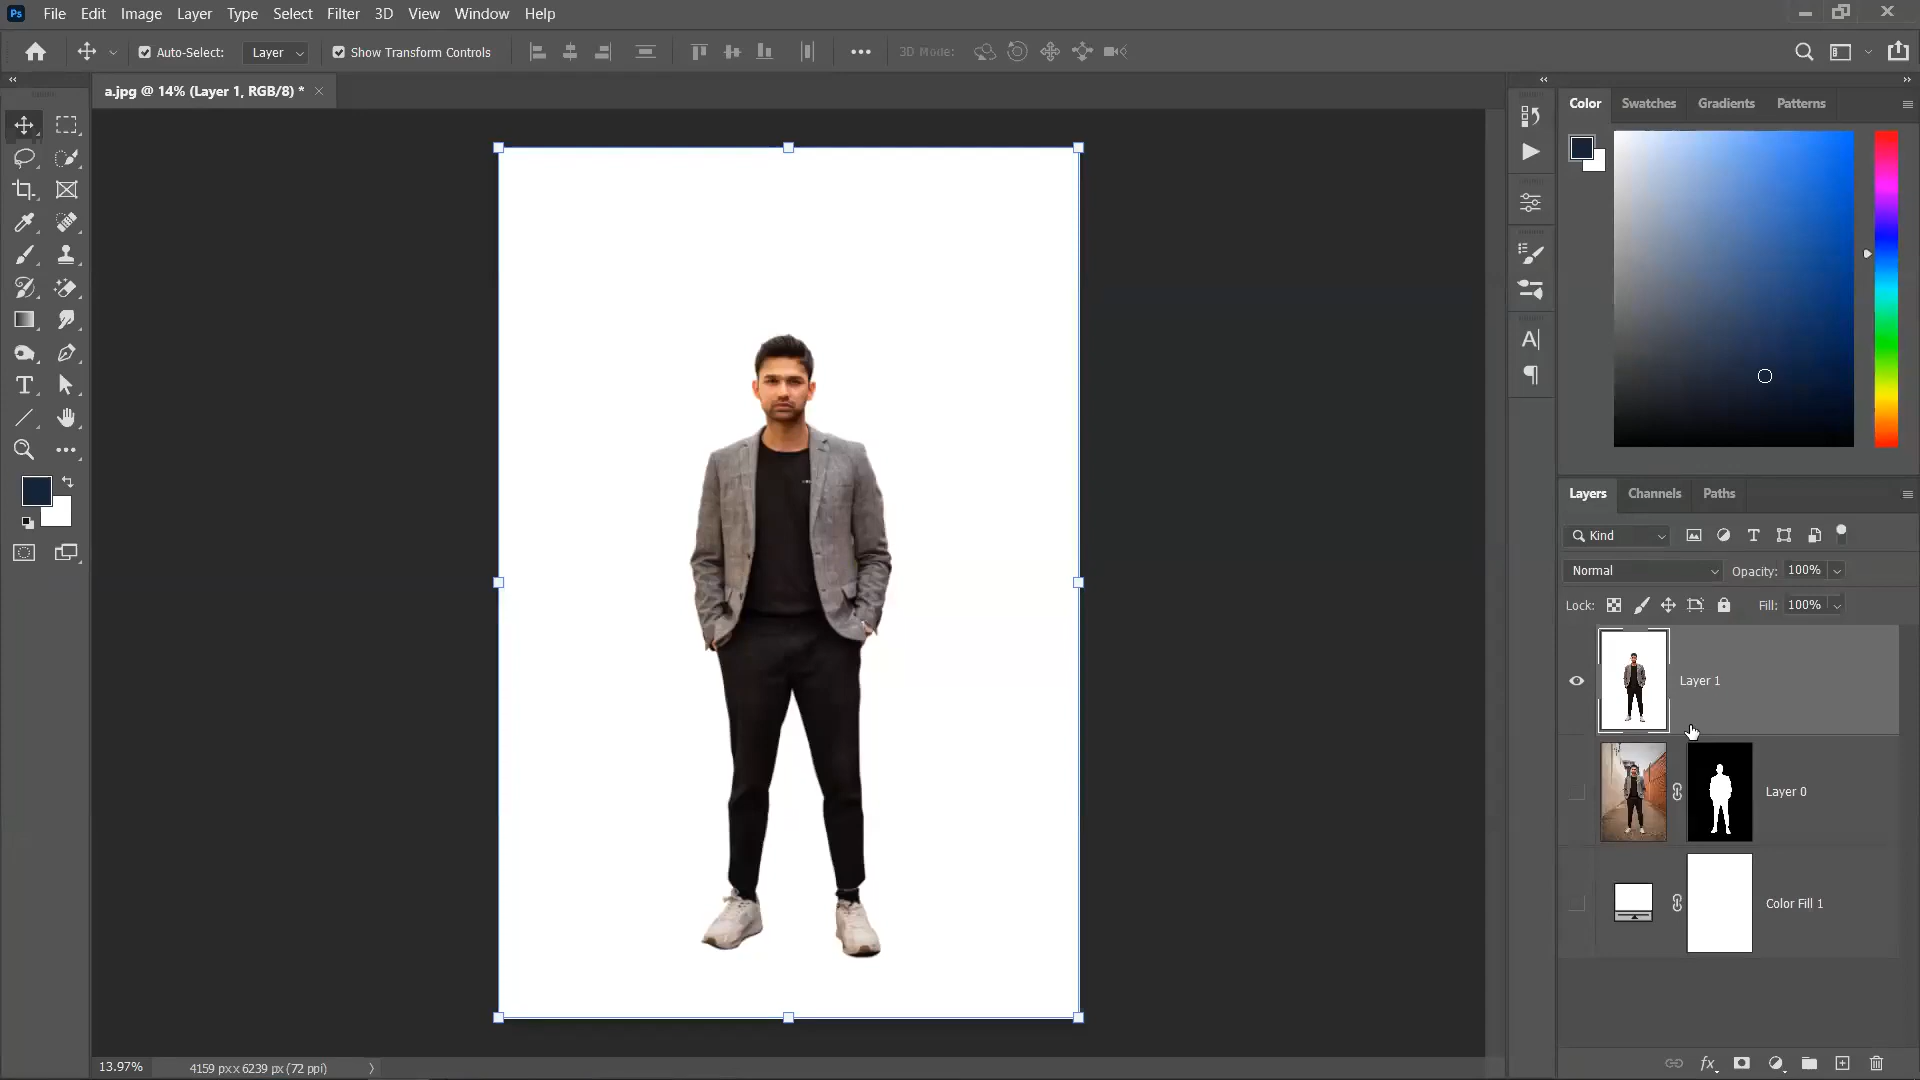 Ps File Edit Image Layer Type Select Filter 3D View Window Help
Auto-Select: Layer Show Transform Controls 3D Mode:
a.jpg @ 14% (Layer 1, RGB/8) *
Color Swatches Gradients Patterns
Layers Channels Paths
Kind
Normal Opacity: 100%
Lock: Fill: 100%
Layer 1
Layer 0
Color Fill 1
13.97% 4159 px x 6239 px (72 ppi)